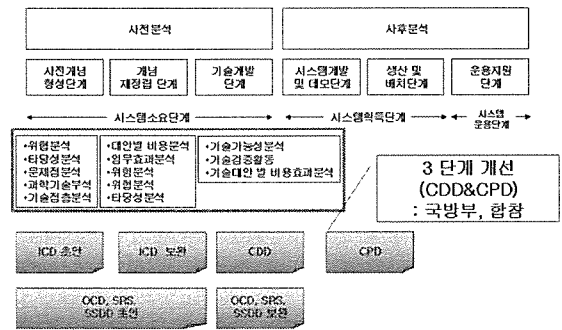 사전분석
사후분석
사전개념
형성단계
개념
재정립 단계
기술개발
단계
시스템개발
및 데모단계
생산 및
배치단계
운용지원
단계
시스템소요단계
시스템획득단계
시스템
운용단계
•위협분석
•타당성분석
•문제점분석
•과학기술분석
•기술접층분석
•대안별 비용분석
•임무효과분석
•위험분석
•위협분석
•타당성분석
•기술가능성분석
•기술검증활동
•기술대안 별 비용효과분석
3 단계 개선
(CDD&CPD)
: 국방부, 합참
ICD 초안
ICD 보완
CDD
CPD
OCD, SRS,
SSDD 초안
OCD, SRS,
SSDD 보완